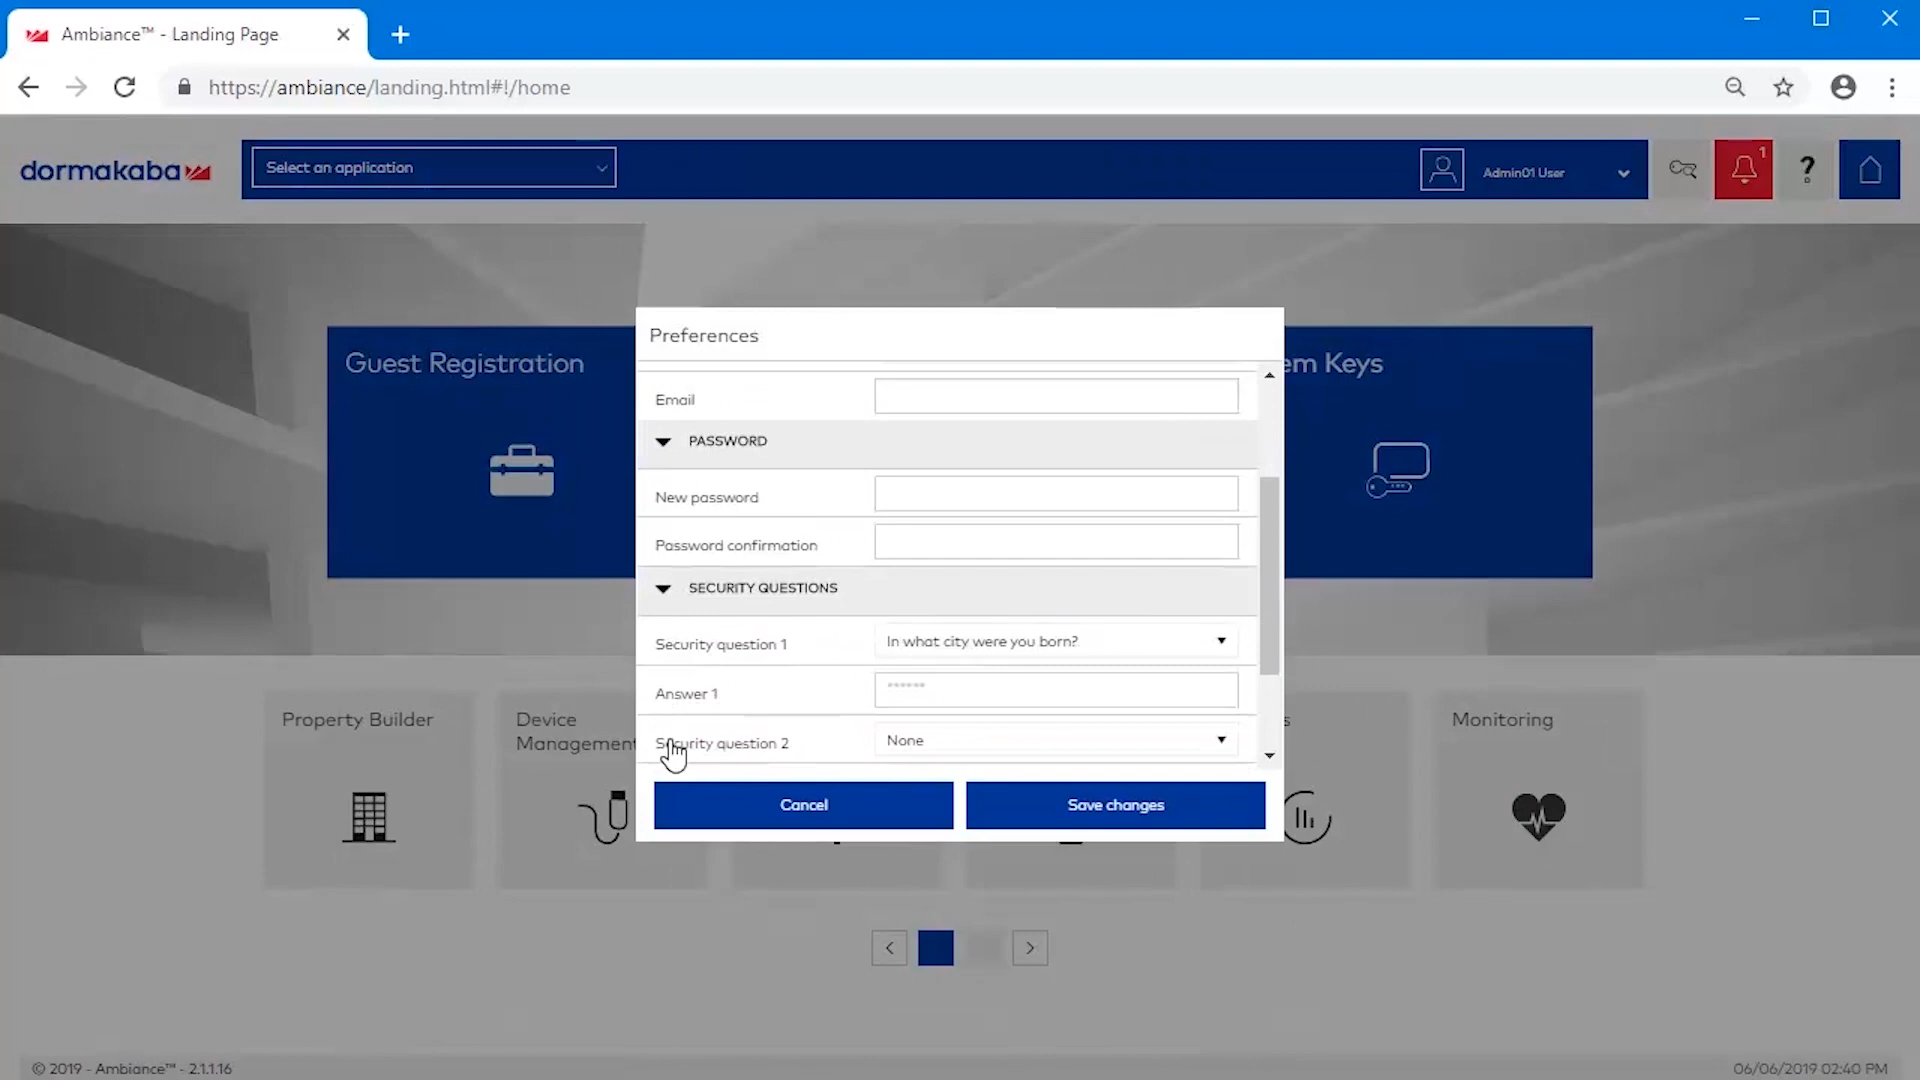 Ambiance™ - Landing Page
https://ambiance/landing.html#!/home
dormakaba
Select an application
Admin01 User
1
?
Preferences
Guest Registration
em Keys
Email
PASSWORD
New password
Password confirmation
SECURITY QUESTIONS
Security question 1
In what city were you born?
Answer 1
******
Security question 2
None
Property Builder
Device
Management
s
Monitoring
Cancel
Save changes
© 2019 - Ambiance™ - 2.1.1.16
06/06/2019 02:40 PM